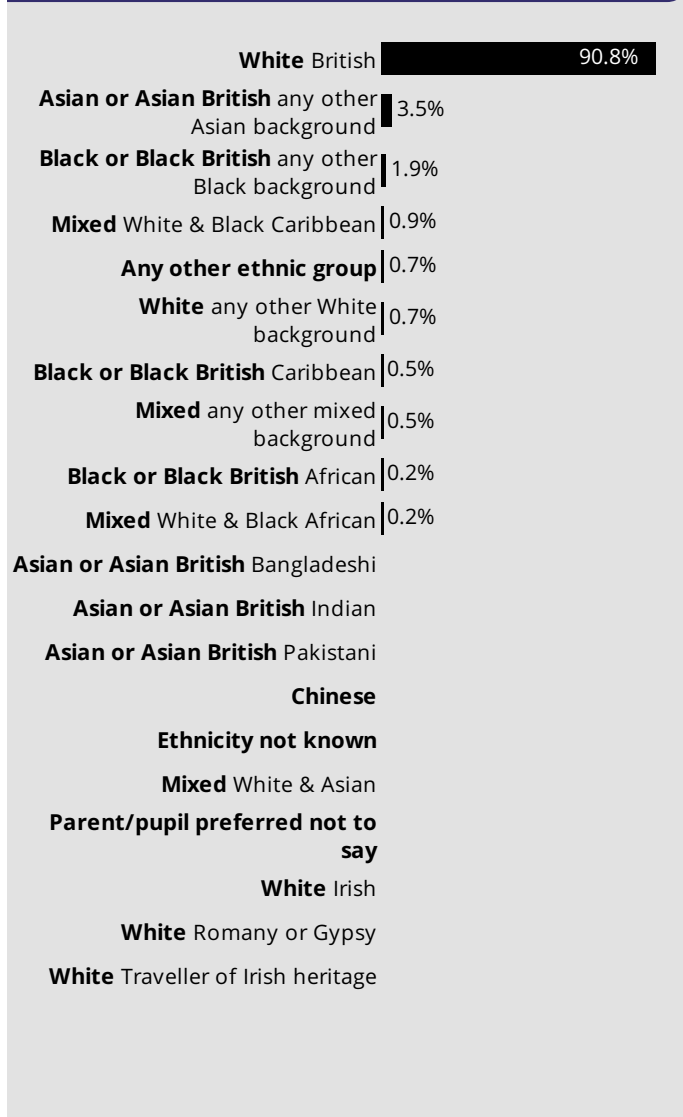 White British 90.8%
Asian or Asian British any other
Asian background 3.5%
Black or Black British any other
Black background 1.9%
Mixed White & Black Caribbean 0.9%
Any other ethnic group 0.7%
White any other White
background 0.7%
Black or Black British Caribbean 0.5%
Mixed any other mixed
background 0.5%
Black or Black British African 0.2%
Mixed White & Black African 0.2%
Asian or Asian British Bangladeshi
Asian or Asian British Indian
Asian or Asian British Pakistani
Chinese
Ethnicity not known
Mixed White & Asian
Parent/pupil preferred not to
say
White Irish
White Romany or Gypsy
White Traveller of Irish heritage